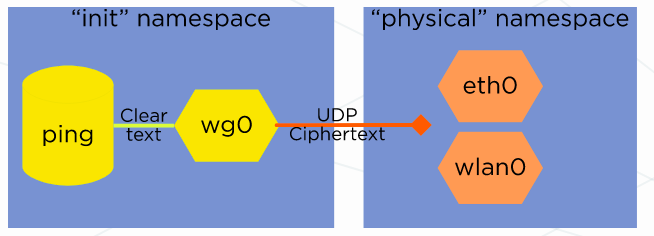 “init” namespace
“physical” namespace
ping
Clear
text
wg0
UDP
Ciphertext
eth0
wlan0